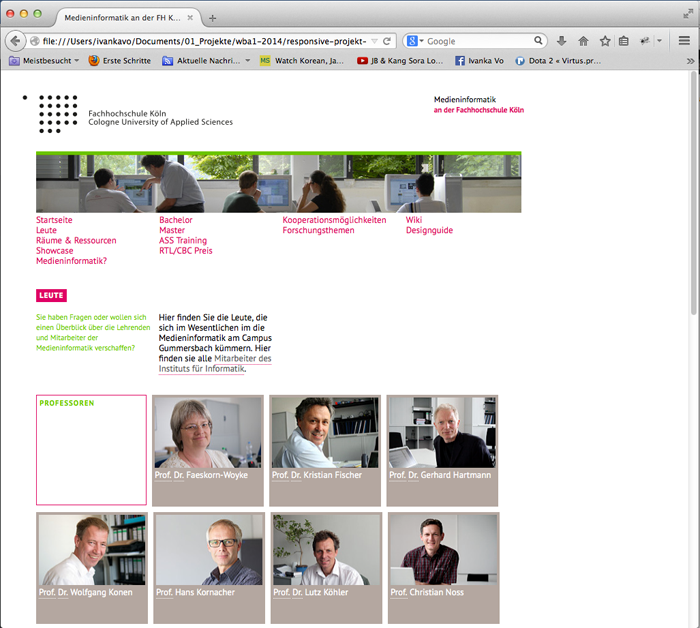 Medieninformatik an der FH K...
file:///Users/ivankavo/Documents/01_Projekte/wba1-2014/responsive-projekt-
Google
Meistbesucht
Erste Schritte
Aktuelle Nachri...
MS Watch Korean, Ja...
JB & Kang Sora Lo...
Ivanka Vo
Dota 2 « Virtus.pr...
Fachhochschule Köln
Cologne University of Applied Sciences
Medieninformatik
an der Fachhochschule Köln
Startseite
Leute
Räume & Ressourcen
Showcase
Medieninformatik?
Bachelor
Master
ASS Training
RTL/CBC Preis
Kooperationsmöglichkeiten
Forschungsthemen
Wiki
Designguide
LEUTE
Sie haben Fragen oder wollen sich
einen Überblick über die Lehrenden
und Mitarbeiter der
Medieninformatik verschaffen?
Hier finden Sie die Leute, die
sich im Wesentlichen im die
Medieninformatik am Campus
Gummersbach kümmern. Hier
finden sie alle Mitarbeiter des
Instituts für Informatik.
PROFESSOREN
Prof. Dr. Faeskorn-Woyke
Prof. Dr. Kristian Fischer
Prof. Dr. Gerhard Hartmann
Prof. Dr. Wolfgang Konen
Prof. Hans Kornacher
Prof. Dr. Lutz Köhler
Prof. Christian Noss